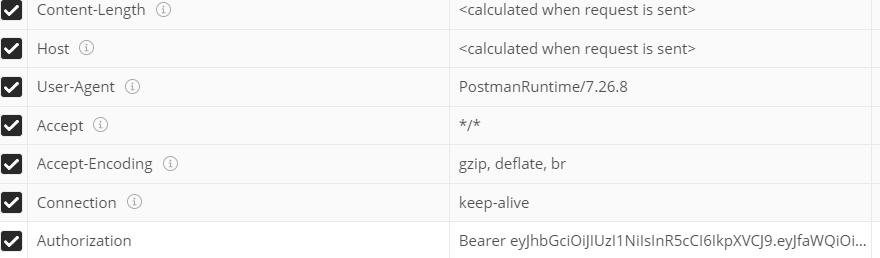 Content-Length <calculated when request is sent>
Host <calculated when request is sent>
User-Agent PostmanRuntime/7.26.8
Accept */*
Accept-Encoding gzip, deflate, br
Connection keep-alive
Authorization Bearer eyJhbGciOiJIUzI1NiIsInR5cCI6IkpXVCJ9.eyJfaWQiOi...